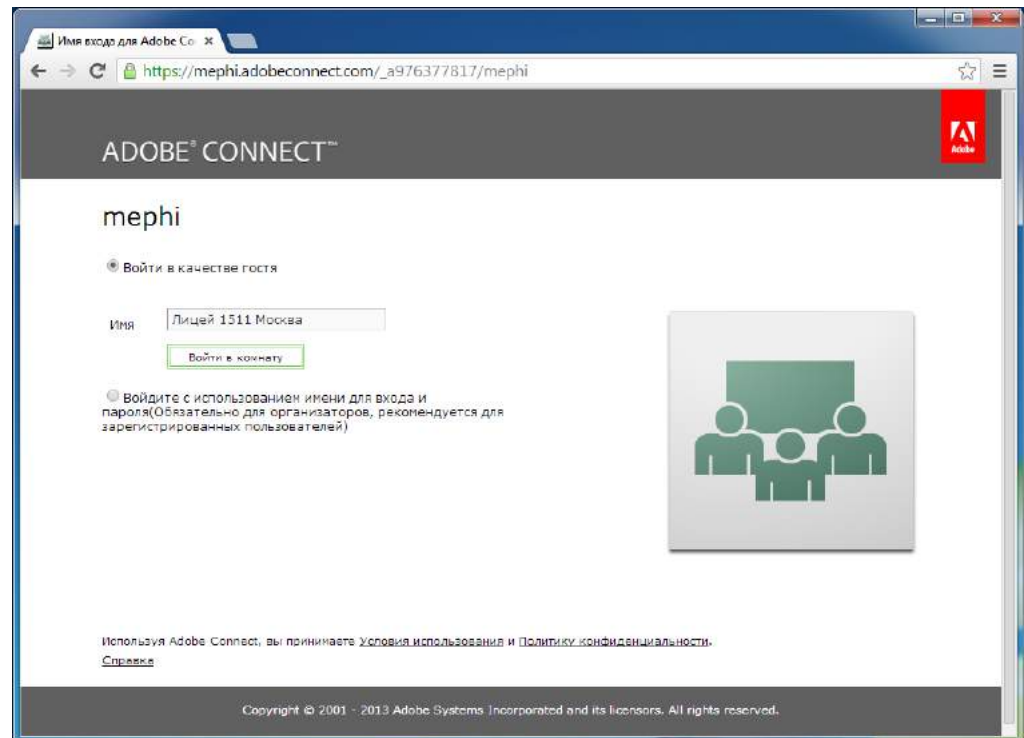 Имя входа для Adobe Co
https://mephi.adobeconnect.com/_a976377817/mephi
ADOBE® CONNECT™
Adobe
mephi
Войти в качестве гостя
Имя
Лицей 1511 Москва
Войти в комнату
Войдите с использованием имени для входа и
пароля(Обязательно для организаторов, рекомендуется для
зарегистрированных пользователей)
Используя Adobe Connect, вы принимаете Условия использования и Политику конфиденциальности.
Справка
Copyright © 2001 - 2013 Adobe Systems Incorporated and its licensors. All rights reserved.